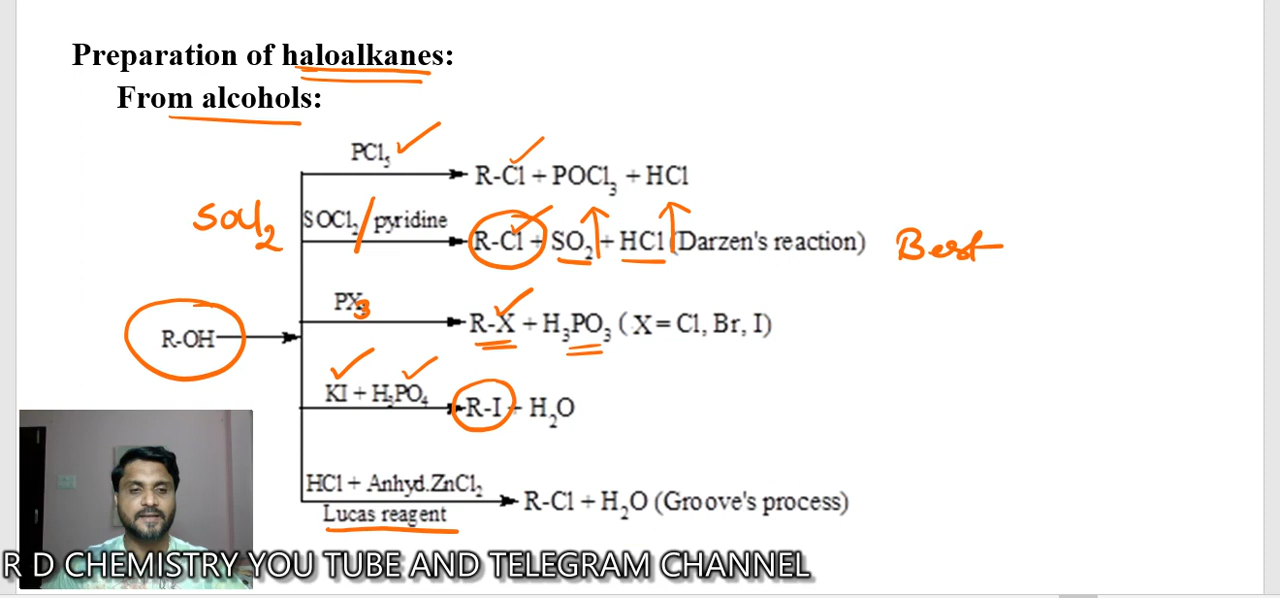 Preparation of haloalkanes:
From alcohols:
PCl₅
R-Cl + POCl₃ + HCl
SOCl₂
SOCl₂/pyridine
R-Cl + SO₂ + HCl (Darzen's reaction)
Best
PX₃
R-X + H₃PO₃ ( X = Cl, Br, I)
R-OH
KI + H₃PO₄
R-I + H₂O
HCl + Anhyd.ZnCl₂
R-Cl + H₂O (Groove's process)
Lucas reagent
R D CHEMISTRY YOU TUBE AND TELEGRAM CHANNEL